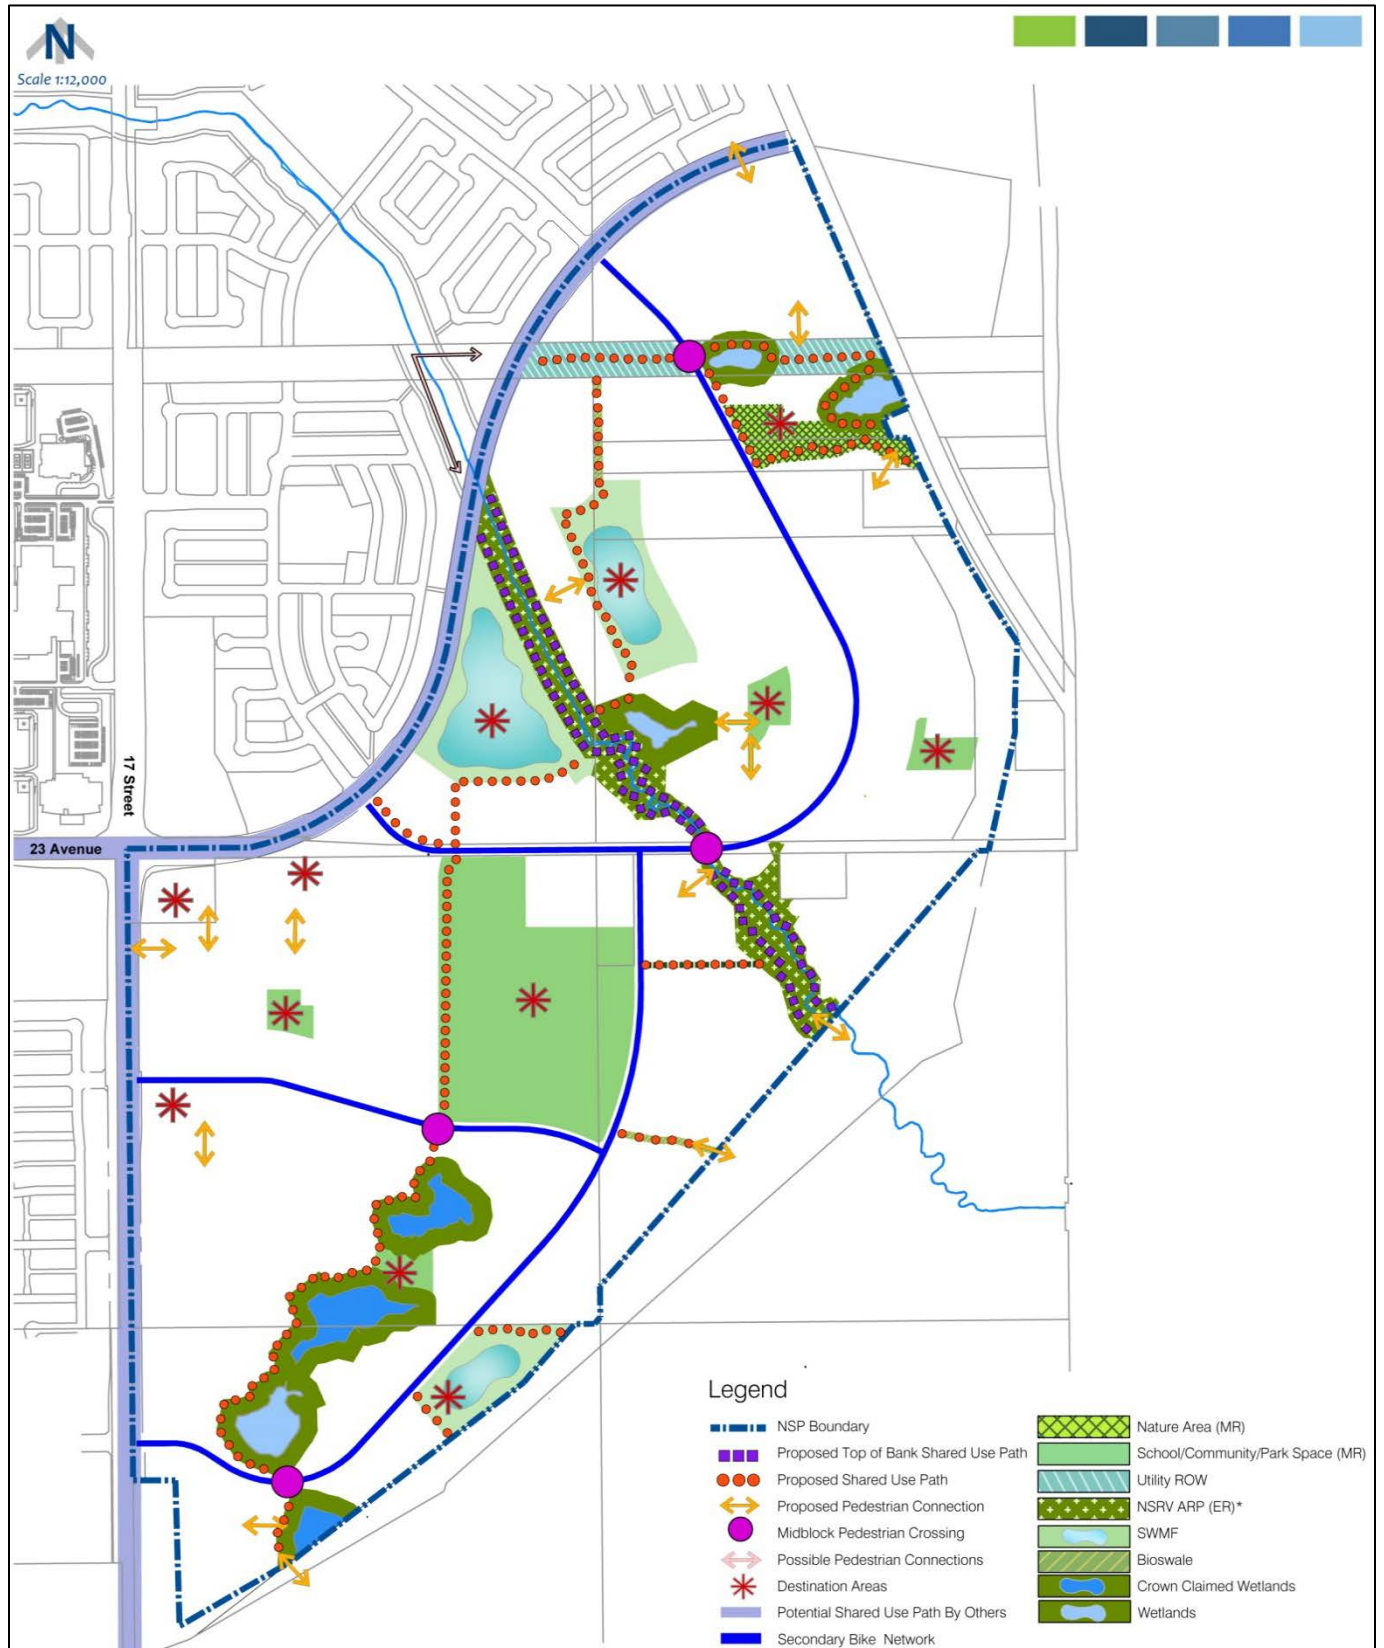 N
Scale 1:12,000
17 Street
23 Avenue
Legend
NSP Boundary
Proposed Top of Bank Shared Use Path
Proposed Shared Use Path
Proposed Pedestrian Connection
Midblock Pedestrian Crossing
Possible Pedestrian Connections
Destination Areas
Potential Shared Use Path By Others
Secondary Bike Network
Nature Area (MR)
School/Community/Park Space (MR)
Utility ROW
NSRV ARP (ER)*
SWMF
Bioswale
Crown Claimed Wetlands
Wetlands